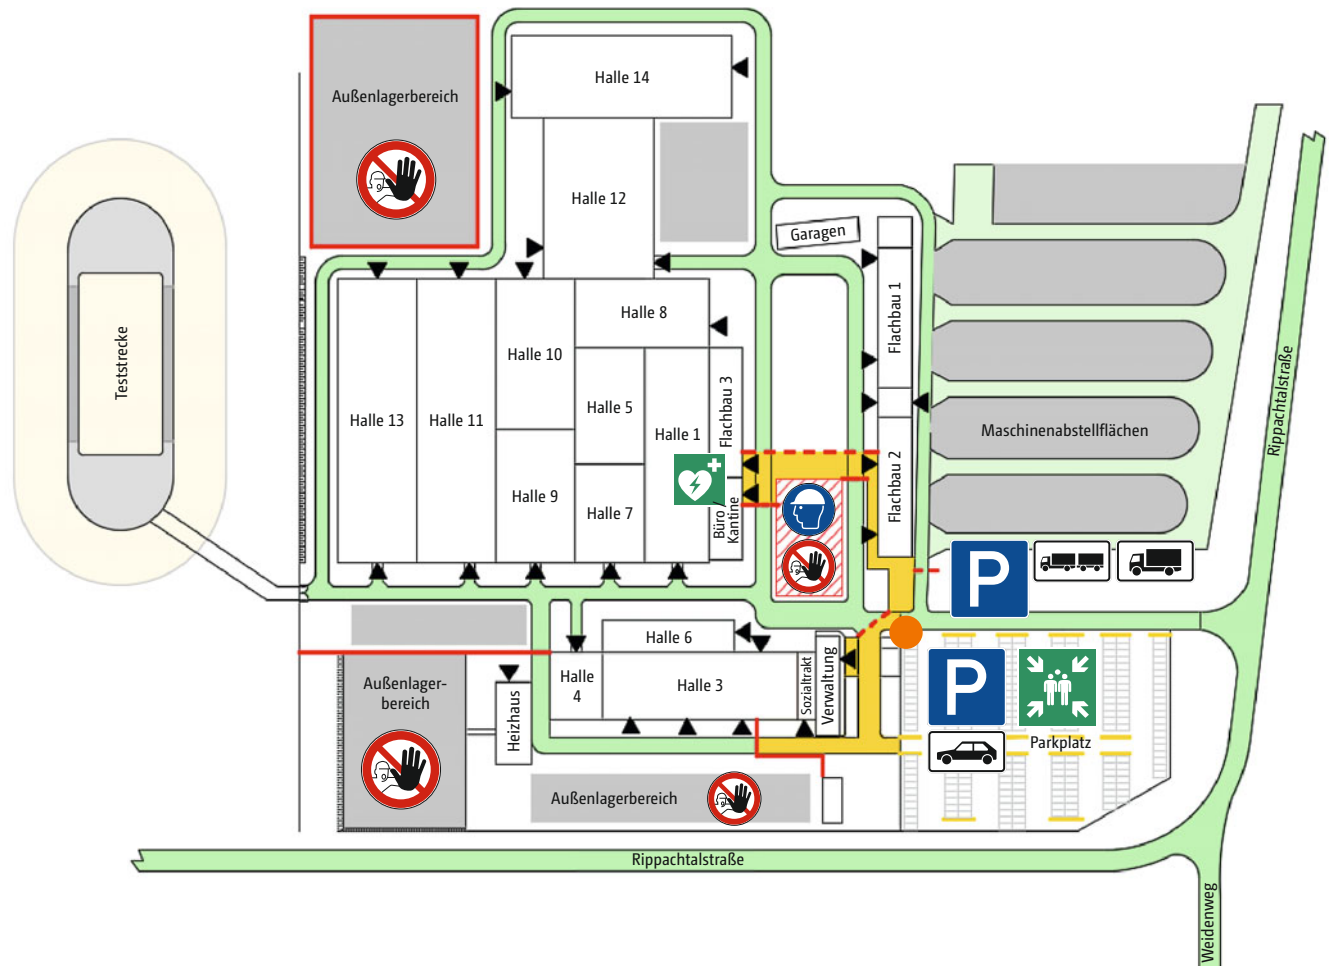 Halle 14
Außenlagerbereich
Halle 12
Garagen
Teststrecke
Halle 8
Flachbau 1
Halle 10
Halle 5
Flachbau 3
Halle 13
Halle 11
Halle 1
Maschinenabstellflächen
Rippachtalstraße
Halle 9
Halle 7
Büro /
Kantine
Flachbau 2
P
Halle 6
Halle
4
Halle 3
Sozialtrakt
Verwaltung
P
Außenlager-
bereich
Heizhaus
Parkplatz
Außenlagerbereich
Rippachtalstraße
Weidenweg